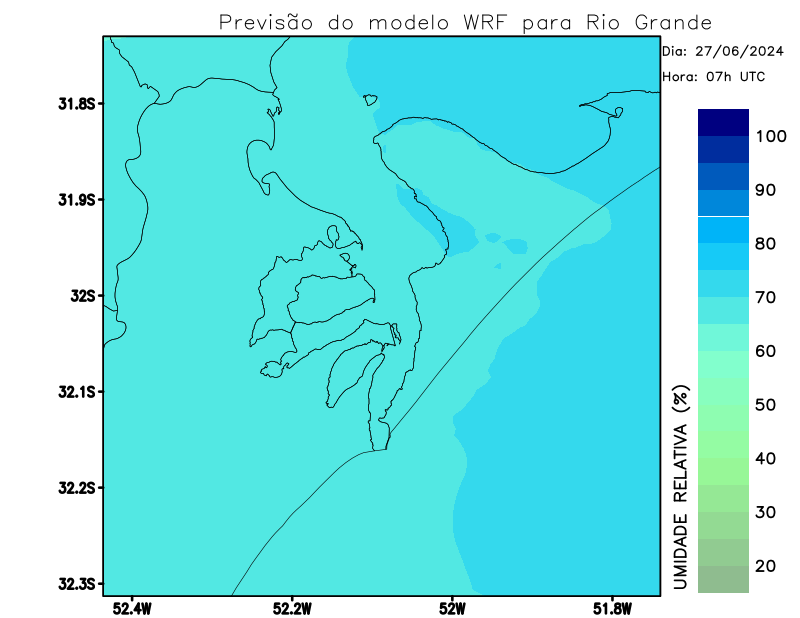 Previsão do modelo WRF para Rio Grande
Dia: 27/06/2024
Hora: 07h UTC
31.8S
31.9S
32S
32.1S
32.2S
32.3S
52.4W
52.2W
52W
51.8W
100
90
80
70
60
50
40
30
20
UMIDADE RELATIVA (%)